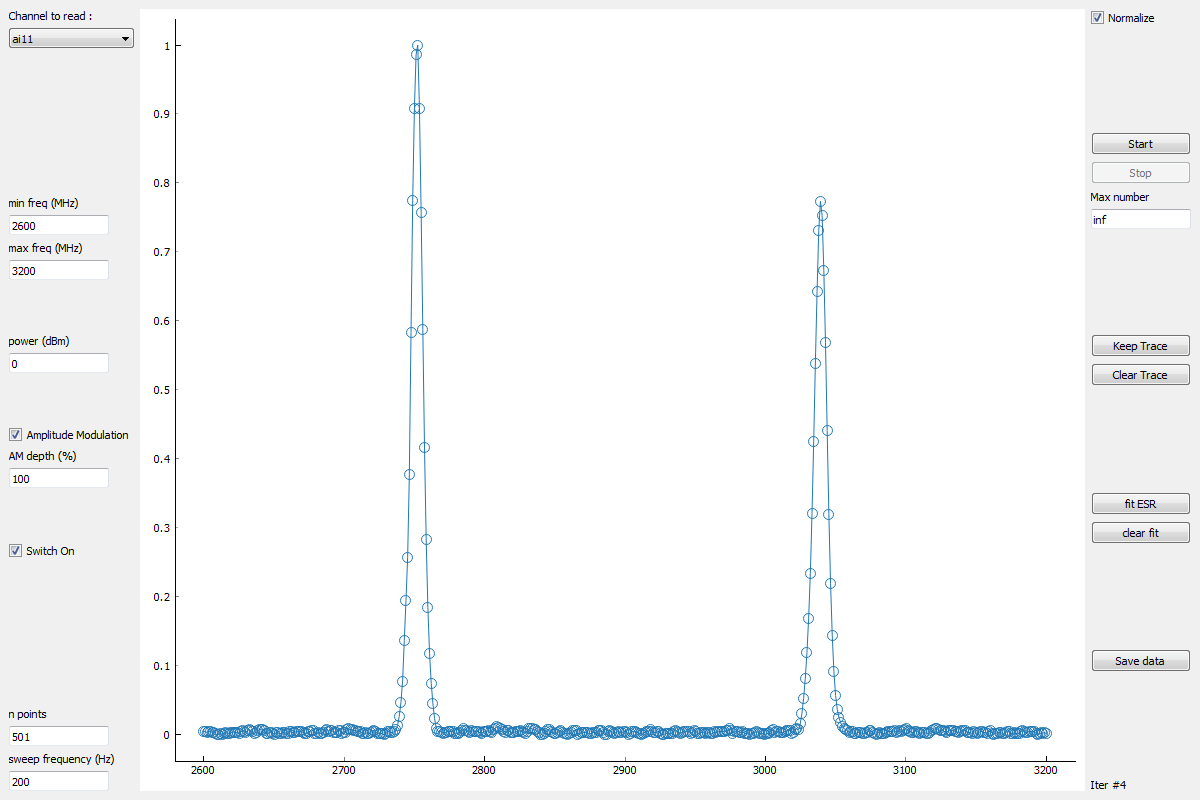 Channel to read :
ai11
min freq (MHz)
2600
max freq (MHz)
3200
power (dBm)
0
Amplitude Modulation
AM depth (%)
100
Switch On
n points
501
sweep frequency (Hz)
200
1
0.9
0.8
0.7
0.6
0.5
0.4
0.3
0.2
0.1
0
2600 2700 2800 2900 3000 3100 3200
Normalize
Start
Stop
Max number
inf
Keep Trace
Clear Trace
fit ESR
clear fit
Save data
Iter #4